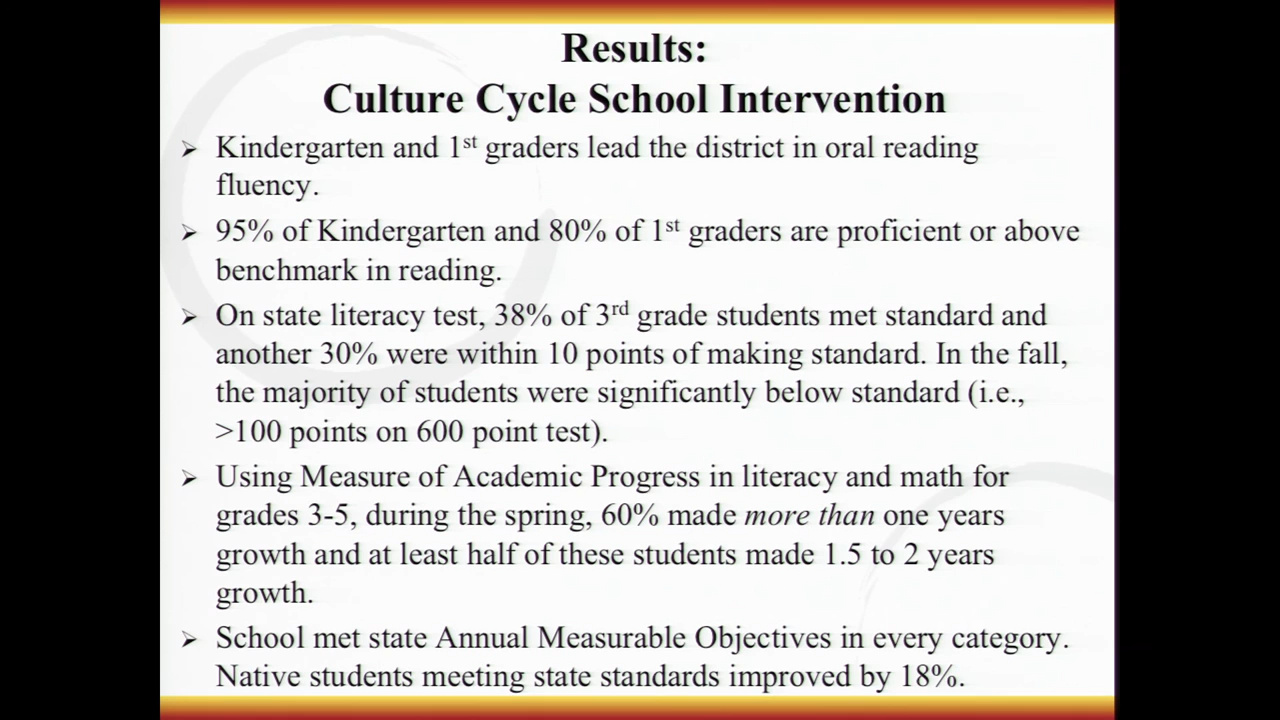 Results:
Culture Cycle School Intervention
➢ Kindergarten and 1st graders lead the district in oral reading
fluency.
➢ 95% of Kindergarten and 80% of 1st graders are proficient or above
benchmark in reading.
➢ On state literacy test, 38% of 3rd grade students met standard and
another 30% were within 10 points of making standard. In the fall,
the majority of students were significantly below standard (i.e.,
>100 points on 600 point test).
➢ Using Measure of Academic Progress in literacy and math for
grades 3-5, during the spring, 60% made more than one years
growth and at least half of these students made 1.5 to 2 years
growth.
➢ School met state Annual Measurable Objectives in every category.
Native students meeting state standards improved by 18%.